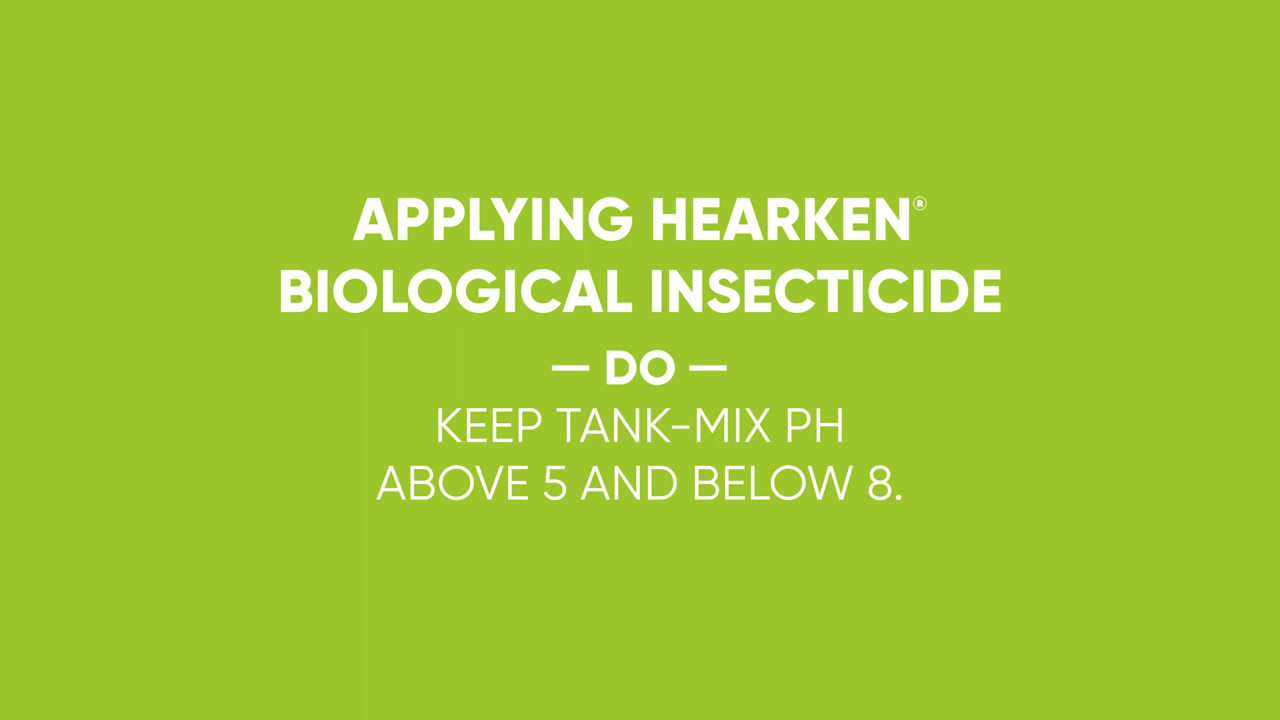 APPLYING HEARKEN®
BIOLOGICAL INSECTICIDE
— DO —
KEEP TANK-MIX PH
ABOVE 5 AND BELOW 8.